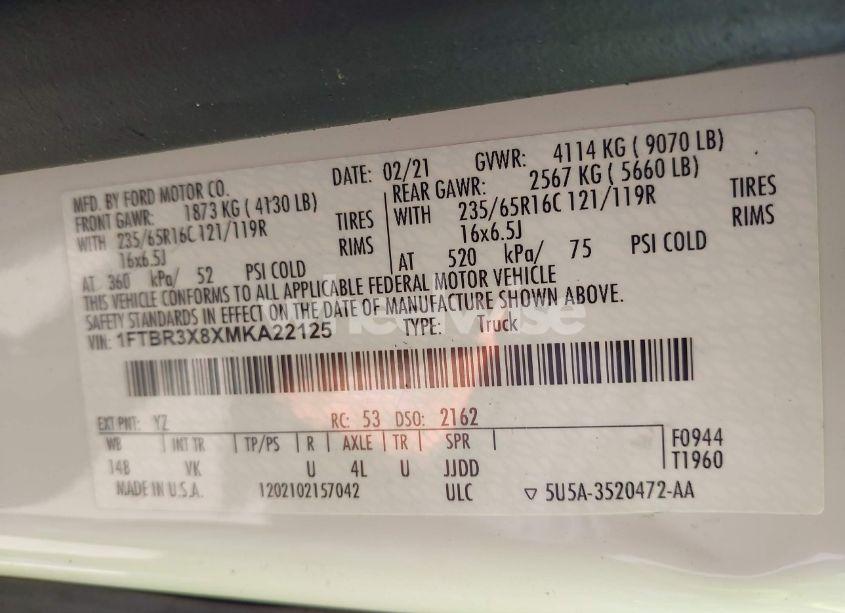 MFD. BY FORD MOTOR CO.
DATE: 02/21 GVWR: 4114 KG ( 9070 LB)
FRONT GAWR: 1873 KG ( 4130 LB)
WITH 235/65R16C 121/119R TIRES
16x6.5J RIMS
AT 360 kPa/ 52 PSI COLD
REAR GAWR: 2567 KG ( 5660 LB)
WITH 235/65R16C 121/119R TIRES
16x6.5J RIMS
AT 520 kPa/ 75 PSI COLD
THIS VEHICLE CONFORMS TO ALL APPLICABLE FEDERAL MOTOR VEHICLE
SAFETY STANDARDS IN EFFECT ON THE DATE OF MANUFACTURE SHOWN ABOVE.
VIN: 1FTBR3X8XMKA22125 TYPE: Truck
EXT PNT: YZ RC: 53 DSO: 2162
WB INT TR TP/PS R AXLE TR SPR F0944
148 VK U 4L U JJDD T1960
MADE IN U.S.A. 1202102157042 ULC ▽ 5U5A-3520472-AA